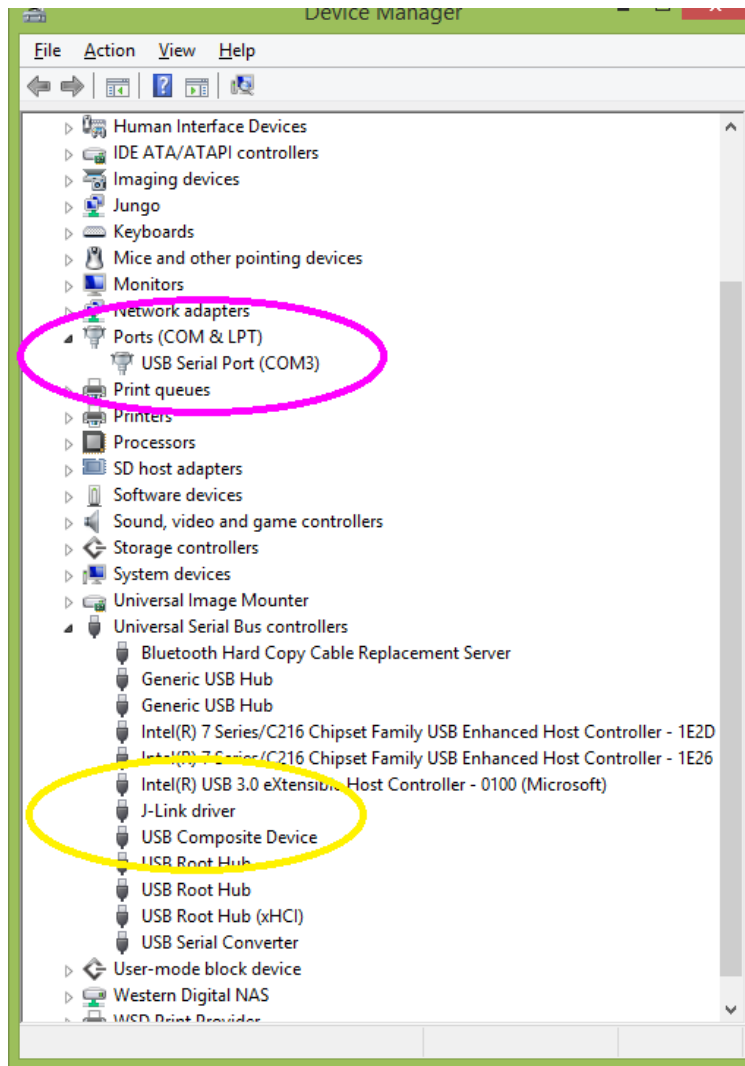 Device Manager
File Action View Help
Human Interface Devices
IDE ATA/ATAPI controllers
Imaging devices
Jungo
Keyboards
Mice and other pointing devices
Monitors
Network adapters
Ports (COM & LPT)
USB Serial Port (COM3)
Print queues
Printers
Processors
SD host adapters
Software devices
Sound, video and game controllers
Storage controllers
System devices
Universal Image Mounter
Universal Serial Bus controllers
Bluetooth Hard Copy Cable Replacement Server
Generic USB Hub
Generic USB Hub
Intel(R) 7 Series/C216 Chipset Family USB Enhanced Host Controller - 1E2D
Intel(R) 7 Series/C216 Chipset Family USB Enhanced Host Controller - 1E26
Intel(R) USB 3.0 eXtensible Host Controller - 0100 (Microsoft)
J-Link driver
USB Composite Device
USB Root Hub
USB Root Hub
USB Root Hub (xHCI)
USB Serial Converter
User-mode block device
Western Digital NAS
WSD Print Provider